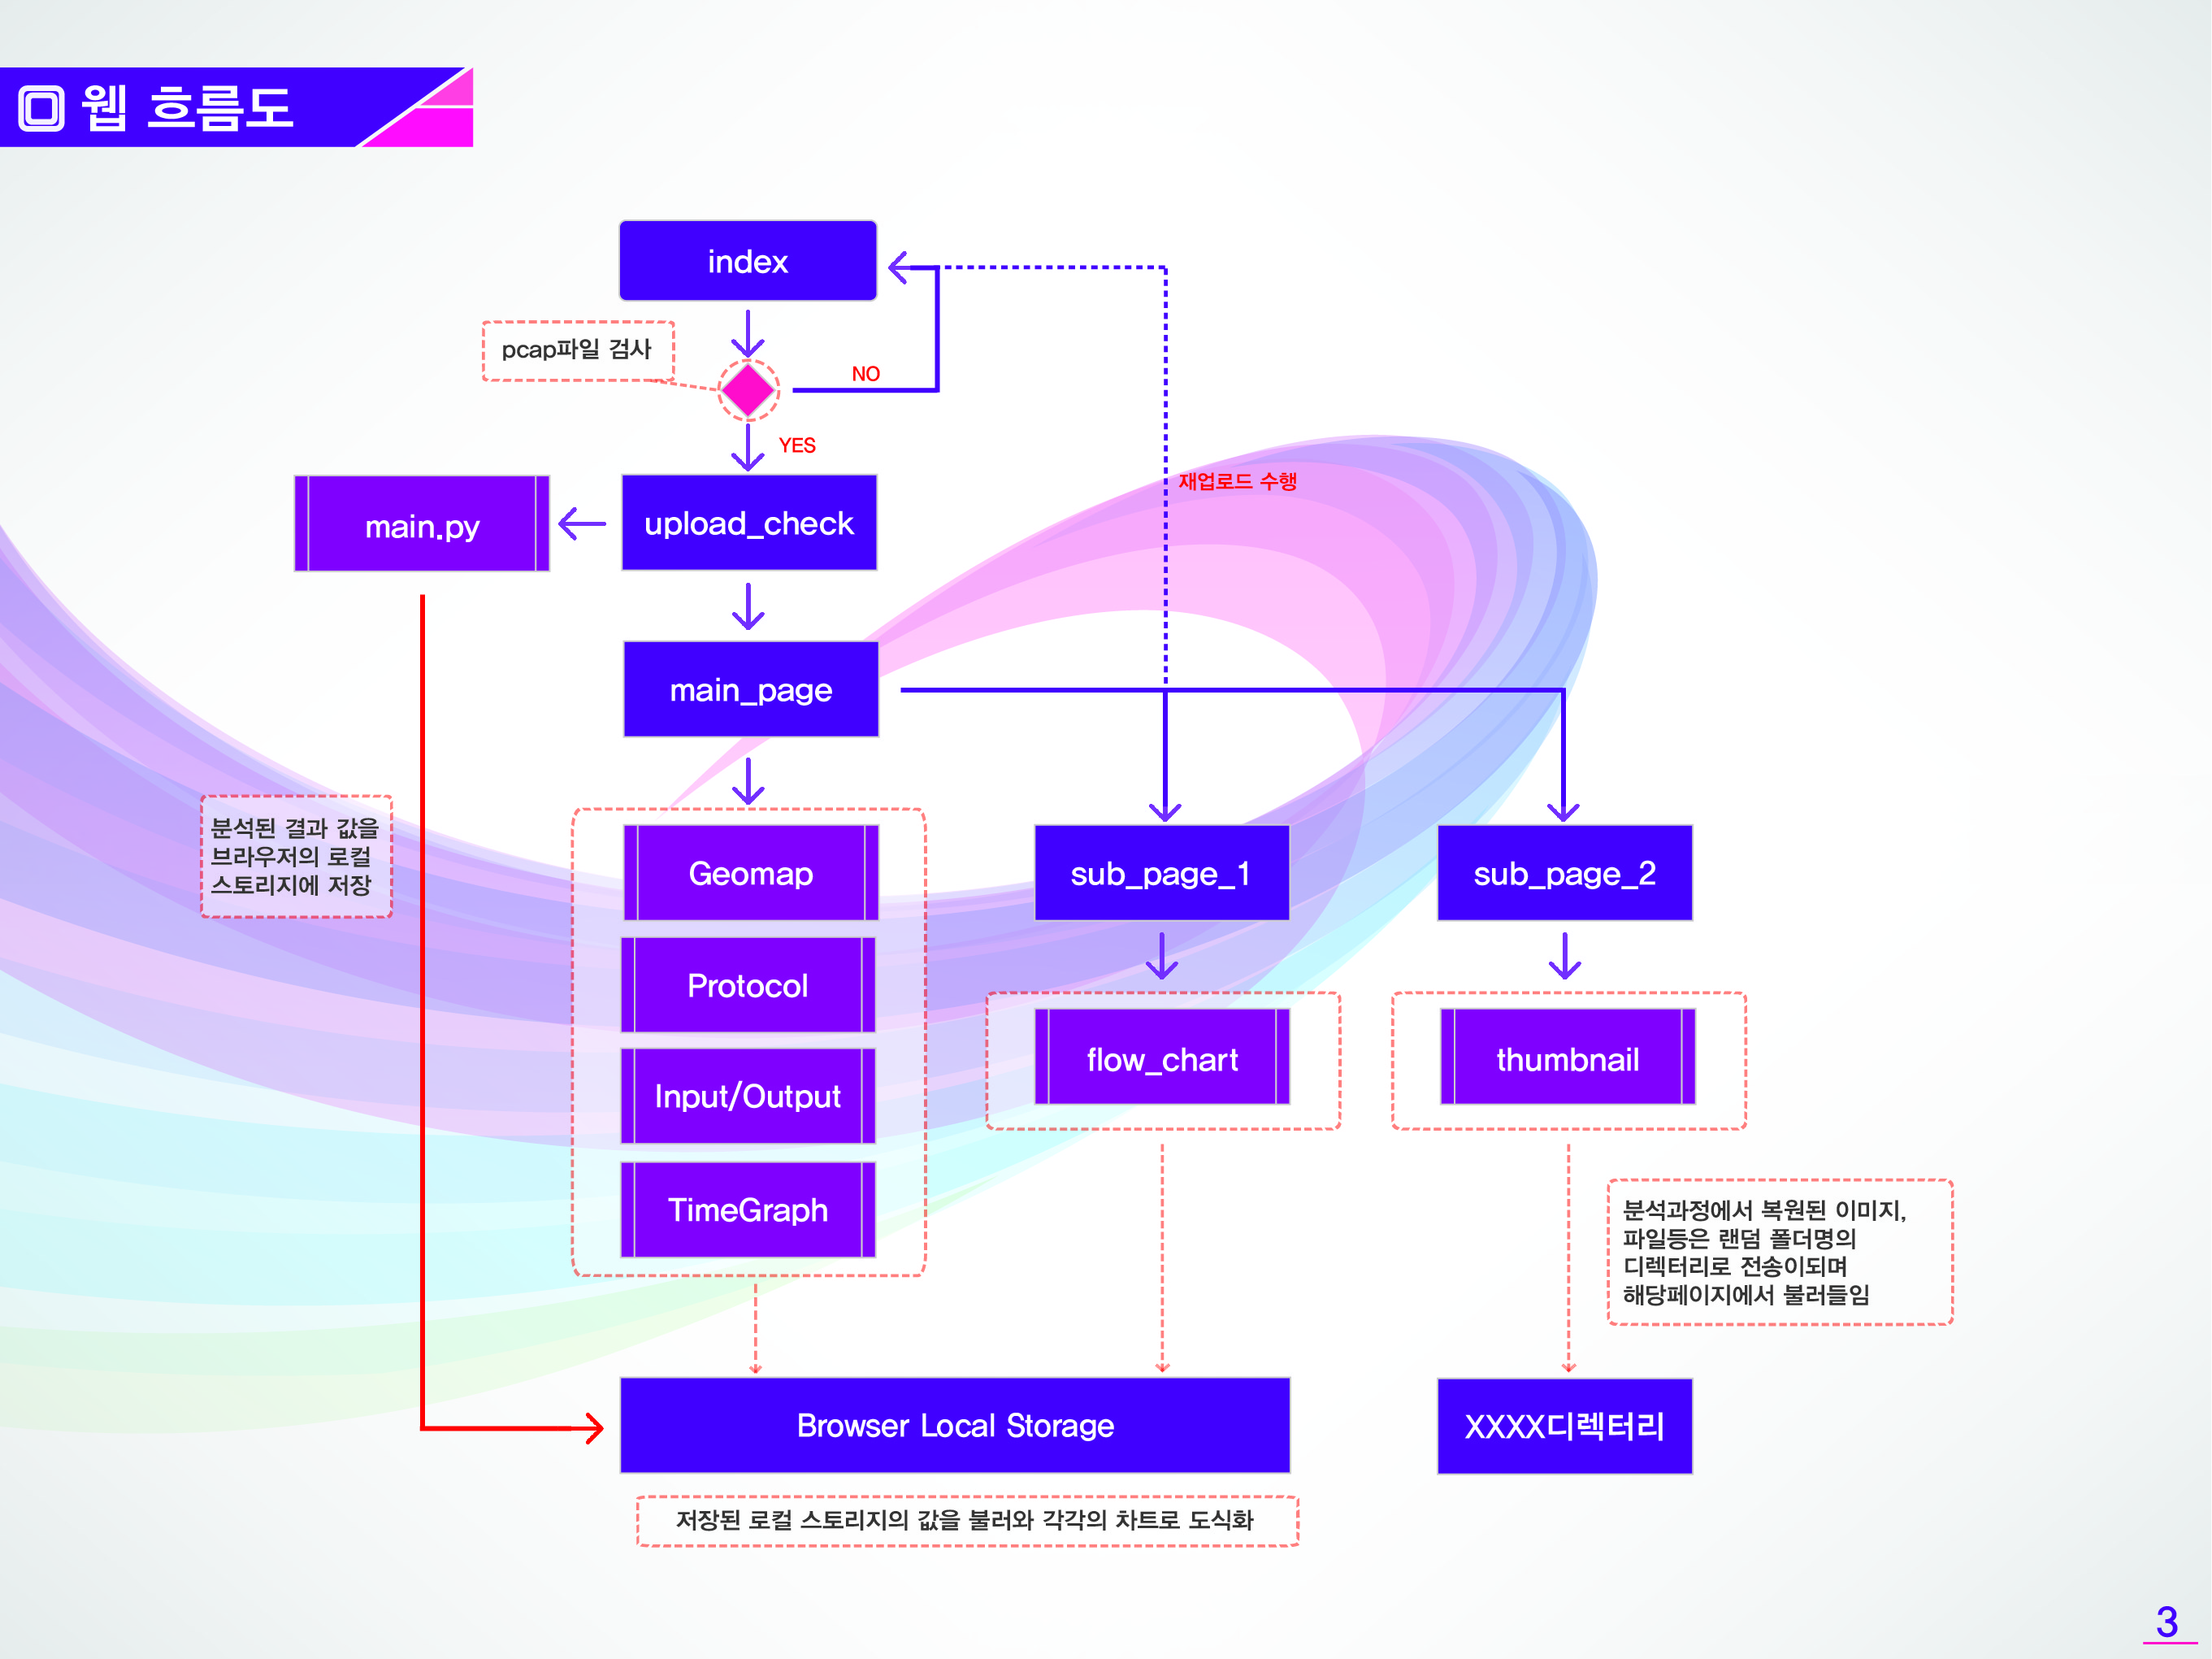 웹 흐름도
index
pcap파일 검사
NO
YES
main.py
upload_check
재업로드 수행
main_page
분석된 결과 값을
브라우저의 로컬
스토리지에 저장
Geomap
sub_page_1
sub_page_2
Protocol
flow_chart
thumbnail
Input/Output
TimeGraph
분석과정에서 복원된 이미지,
파일등은 랜덤 폴더명의
디렉터리로 전송이되며
해당페이지에서 불러들임
Browser Local Storage
XXXX디렉터리
저장된 로컬 스토리지의 값을 불러와 각각의 차트로 도식화
3